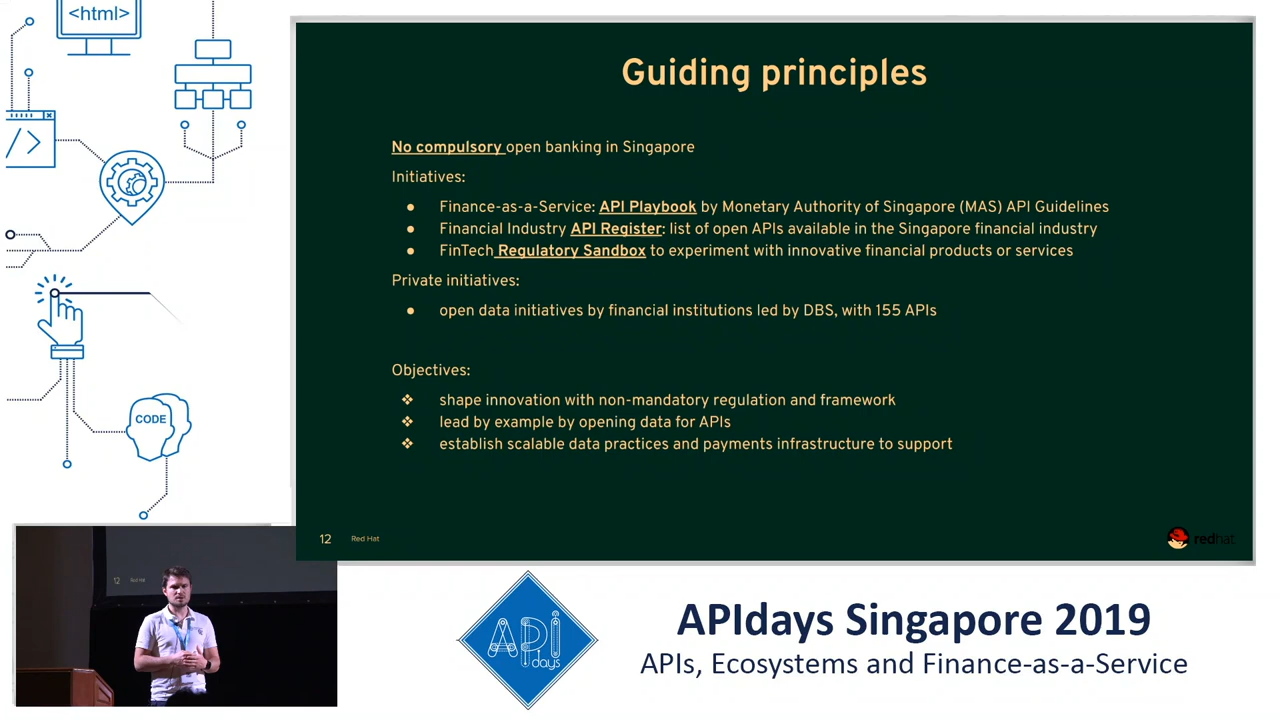 <html>
</>
CODE
Guiding principles
No compulsory open banking in Singapore
Initiatives:
● Finance-as-a-Service: API Playbook by Monetary Authority of Singapore (MAS) API Guidelines
● Financial Industry API Register: list of open APIs available in the Singapore financial industry
● FinTech Regulatory Sandbox to experiment with innovative financial products or services
Private initiatives:
● open data initiatives by financial institutions led by DBS, with 155 APIs
Objectives:
❖ shape innovation with non-mandatory regulation and framework
❖ lead by example by opening data for APIs
❖ establish scalable data practices and payments infrastructure to support
12 Red Hat
redhat
12 Red Hat
API
days
APIdays Singapore 2019
APIs, Ecosystems and Finance-as-a-Service